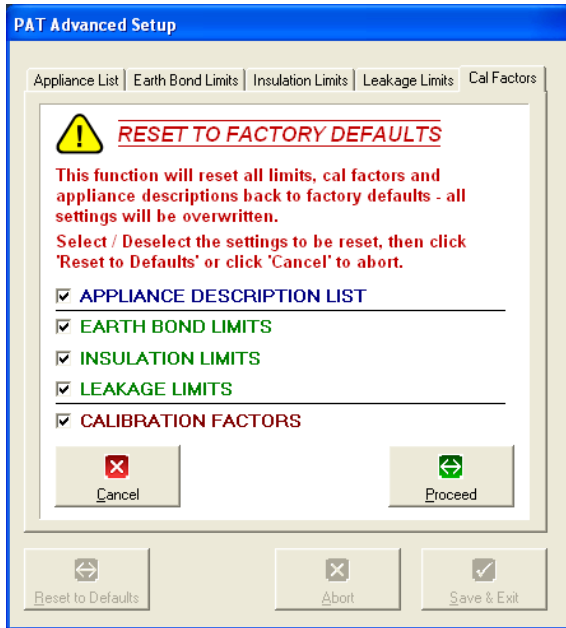 PAT Advanced Setup
Appliance List Earth Bond Limits Insulation Limits Leakage Limits Cal Factors
RESET TO FACTORY DEFAULTS
This function will reset all limits, cal factors and
appliance descriptions back to factory defaults - all
settings will be overwritten.
Select / Deselect the settings to be reset, then click
'Reset to Defaults' or click 'Cancel' to abort.
APPLIANCE DESCRIPTION LIST
EARTH BOND LIMITS
INSULATION LIMITS
LEAKAGE LIMITS
CALIBRATION FACTORS
Cancel Proceed
Reset to Defaults Abort Save & Exit